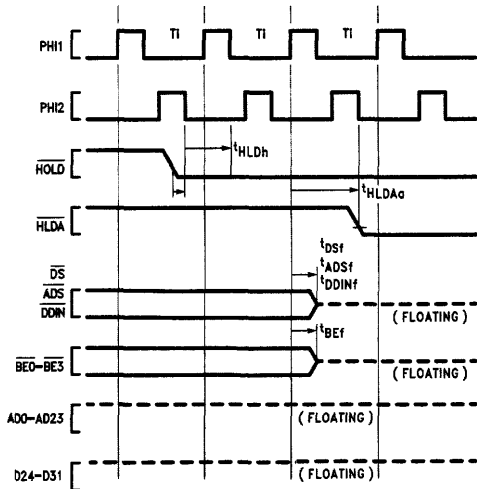 PHI1 Ti Ti Ti
PHI2
HOLD tHLDh
HLDA tHLDAa
tDSf
DS tADSf
ADS tDDINf
DDIN (FLOATING)
tBEf
BE0-BE3 (FLOATING)
AD0-AD23 (FLOATING)
D24-D31 (FLOATING)